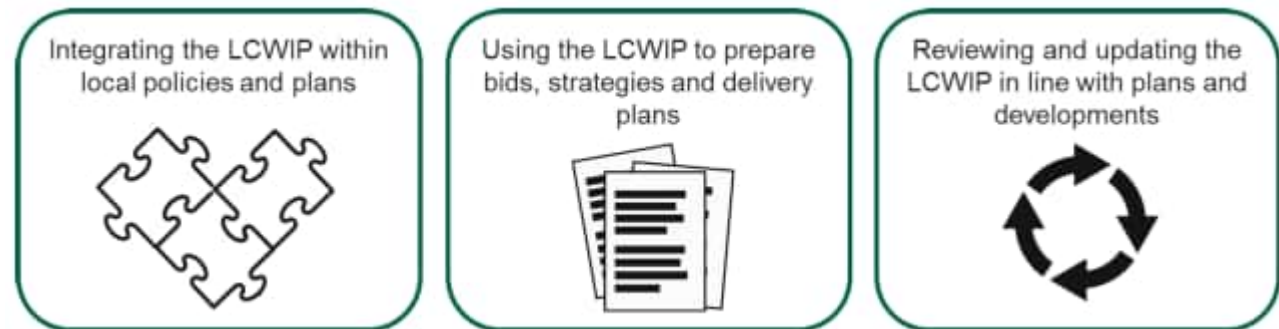 Integrating the LCWIP within
local policies and plans
Using the LCWIP to prepare
bids, strategies and delivery
plans
Reviewing and updating the
LCWIP in line with plans and
developments